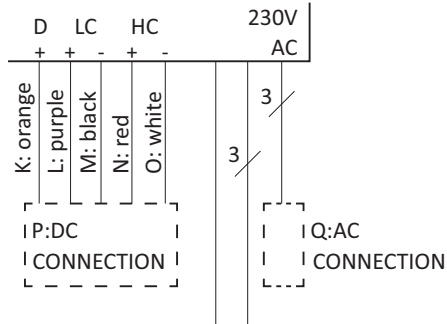 D LC HC 230V
AC
+ + - + -
K: orange
L: purple
M: black
N: red
O: white
3
3
P:DC
CONNECTION
Q:AC
CONNECTION